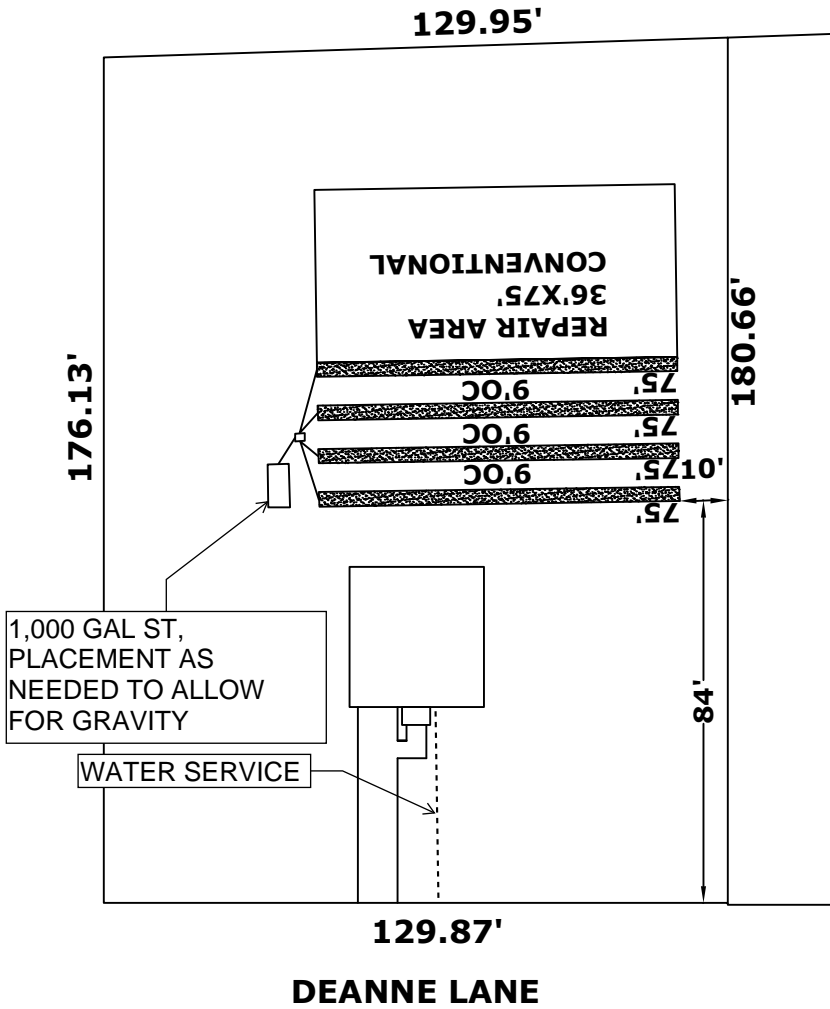 129.95'
REPAIR AREA
36'X75'
CONVENTIONAL
180.66'
176.13'
75'
9'OC
75'
9'OC
75'
9'OC
75'
10'
84'
1,000 GAL ST,
PLACEMENT AS
NEEDED TO ALLOW
FOR GRAVITY
WATER SERVICE
129.87'
DEANNE LANE